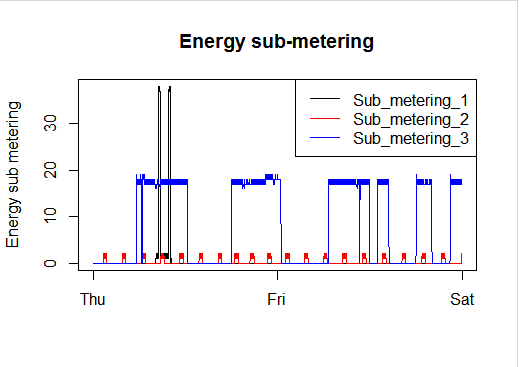 Energy sub-metering
Sub_metering_1
Sub_metering_2
Sub_metering_3
Energy sub metering
30
20
10
0
Thu
Fri
Sat